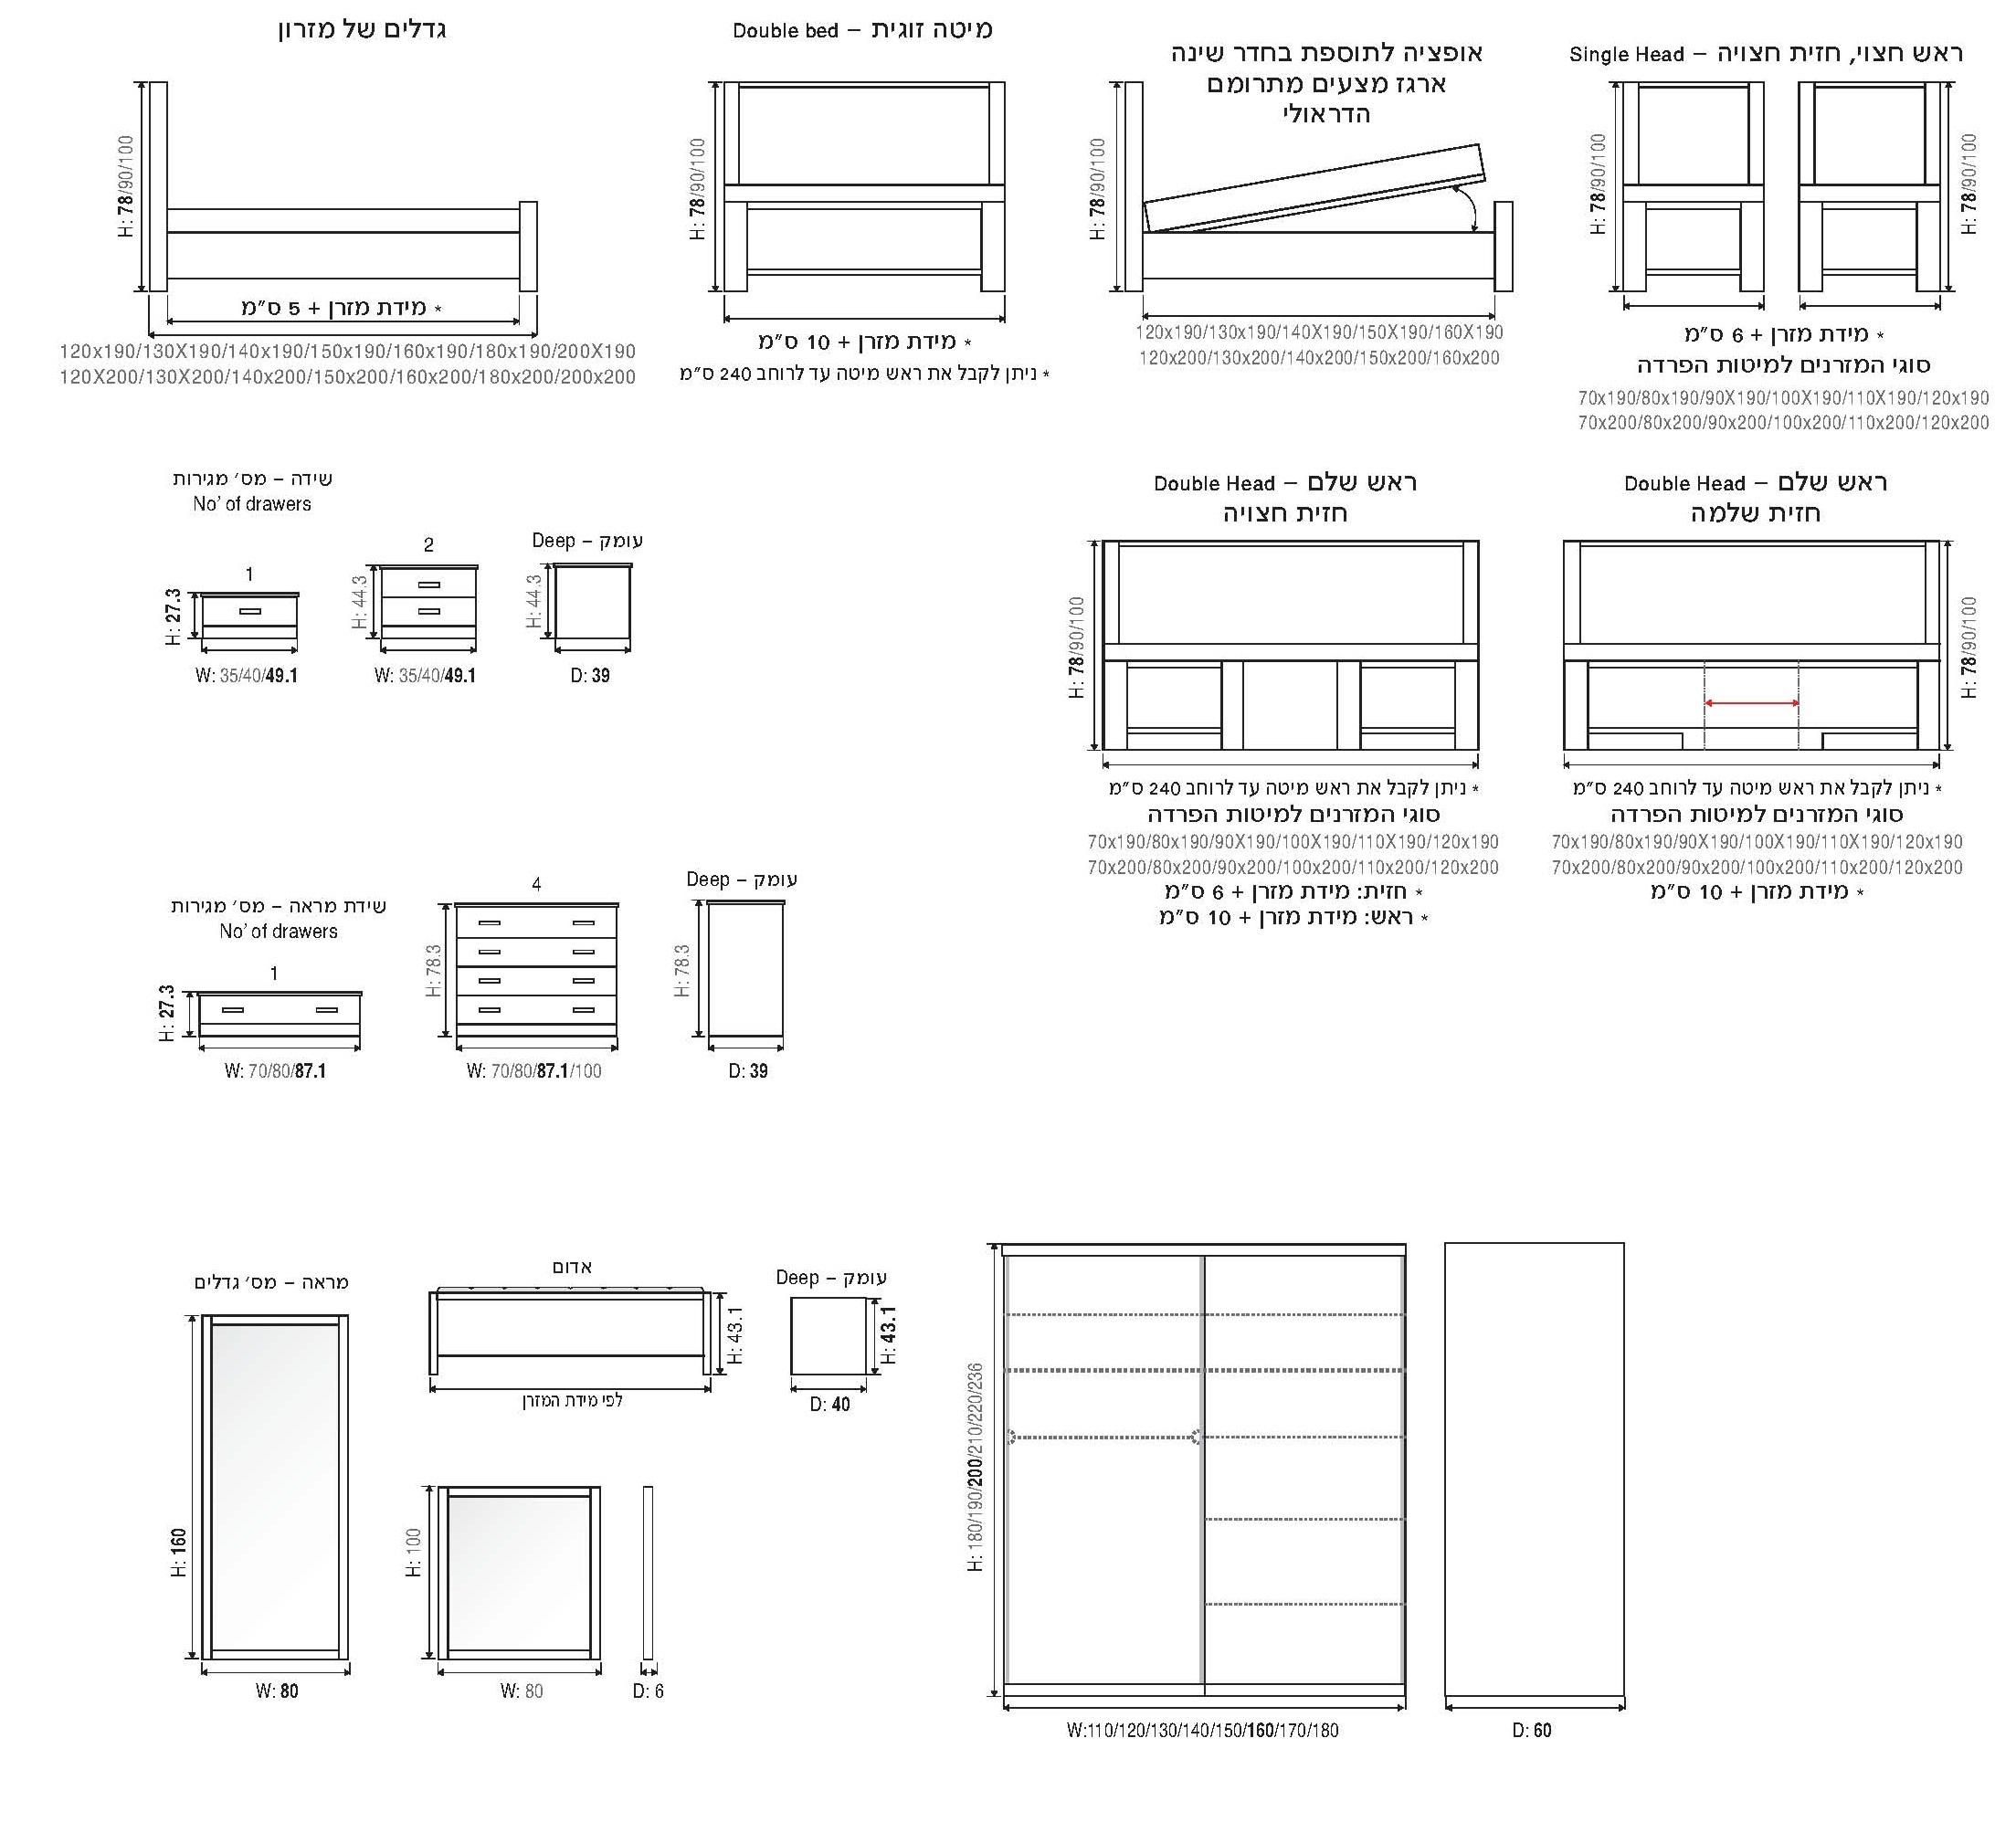 גדלים של מזרון
H: 78/90/100
* מידת מזרן + 5 ס"מ
120x190/130X190/140x190/150x190/160x190/180x190/200X190
120X200/130X200/140x200/150x200/160x200/180x200/200x200
מיטה זוגית – Double bed
H: 78/90/100
* מידת מזרן + 10 ס"מ
* ניתן לקבל את ראש מיטה עד לרוחב 240 ס"מ
אופציה לתוספת בחדר שינה
ארגז מצעים מתרומם
הדראולי
H: 78/90/100
120x190/130x190/140X190/150X190/160X190
120x200/130x200/140x200/150x200/160x200
ראש חצוי, חזית חצויה – Single Head
H: 78/90/100
H: 78/90/100
* מידת מזרן + 6 ס"מ
סוגי המזרנים למיטות הפרדה
70x190/80x190/90X190/100X190/110X190/120x190
70x200/80x200/90x200/100x200/110x200/120x200
שידה – מס' מגירות
No' of drawers
1
H: 27.3
W: 35/40/49.1
2
H: 44.3
W: 35/40/49.1
עומק – Deep
H: 44.3
D: 39
ראש שלם – Double Head
חזית חצויה
H: 78/90/100
* ניתן לקבל את ראש מיטה עד לרוחב 240 ס"מ
סוגי המזרנים למיטות הפרדה
70x190/80x190/90X190/100X190/110X190/120x190
70x200/80x200/90x200/100x200/110x200/120x200
* חזית: מידת מזרן + 6 ס"מ
* ראש: מידת מזרן + 10 ס"מ
ראש שלם – Double Head
חזית שלמה
H: 78/90/100
* ניתן לקבל את ראש מיטה עד לרוחב 240 ס"מ
סוגי המזרנים למיטות הפרדה
70x190/80x190/90X190/100X190/110X190/120x190
70x200/80x200/90x200/100x200/110x200/120x200
* מידת מזרן + 10 ס"מ
שידת מראה – מס' מגירות
No' of drawers
1
H: 27.3
W: 70/80/87.1
4
H: 78.3
W: 70/80/87.1/100
עומק – Deep
H: 78.3
D: 39
מראה – מס' גדלים
H: 160
W: 80
אדום
H: 43.1
לפי מידת המזרן
עומק – Deep
H: 43.1
D: 40
H: 100
W: 80
D: 6
H: 180/190/200/210/220/236
W:110/120/130/140/150/160/170/180
D: 60